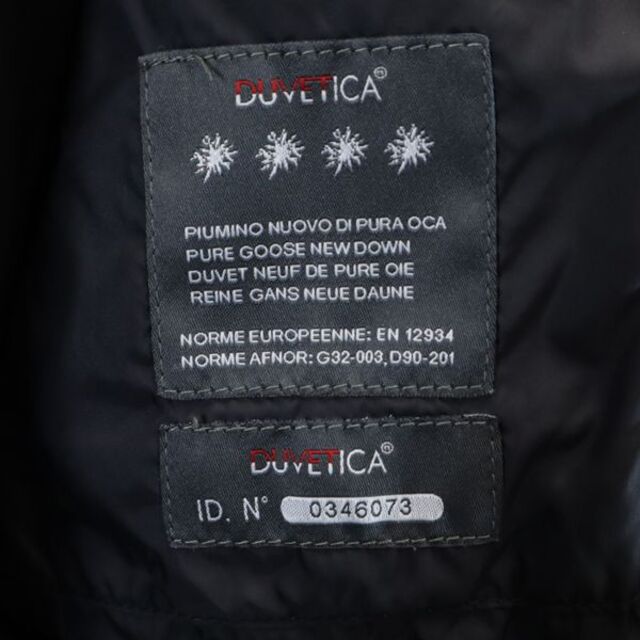 DUVETICA®
PIUMINO NUOVO DI PURA OCA
PURE GOOSE NEW DOWN
DUVET NEUF DE PURE OIE
REINE GANS NEUE DAUNE
NORME EUROPEENNE: EN 12934
NORME AFNOR: G32-003, D90-201
DUVETICA®
ID. N° 0346073